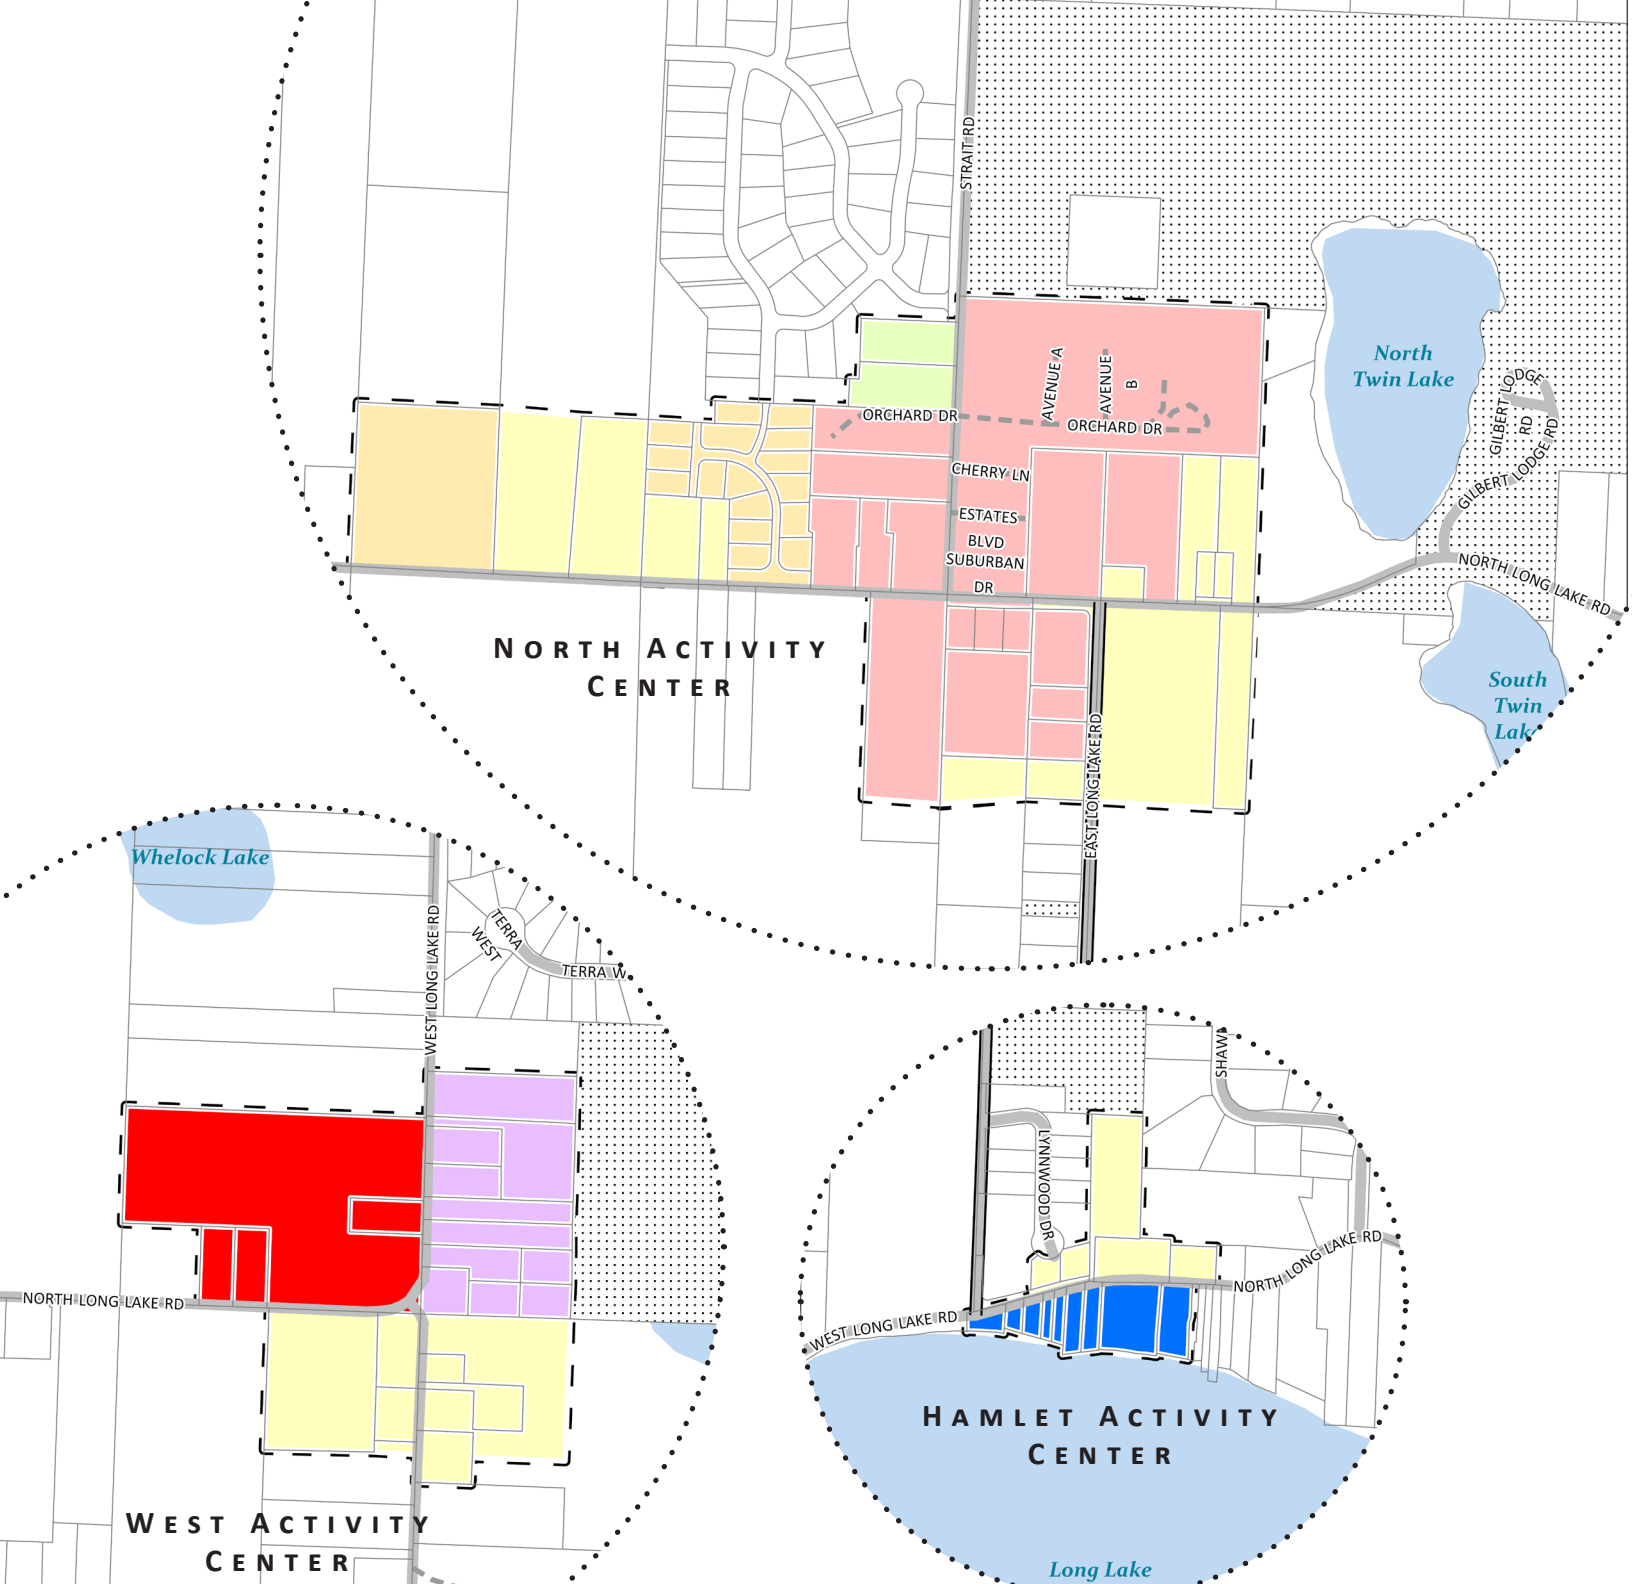 STRAIT RD
North
Twin Lake
AVENUE A
AVENUE
B
GILBERT LODGE
RD
GILBERT LODGE RD
ORCHARD DR
ORCHARD DR
CHERRY LN
ESTATES
BLVD
SUBURBAN
DR
NORTH LONG LAKE RD
NORTH ACTIVITY
CENTER
South
Twin
Lake
EAST LONG LAKE RD
Whelock Lake
WEST LONG LAKE RD
TERRA
WEST
TERRA W
NORTH LONG LAKE RD
WEST ACTIVITY
CENTER
SHAW
LYNNWOOD DR
NORTH LONG LAKE RD
WEST LONG LAKE RD
HAMLET ACTIVITY
CENTER
Long Lake